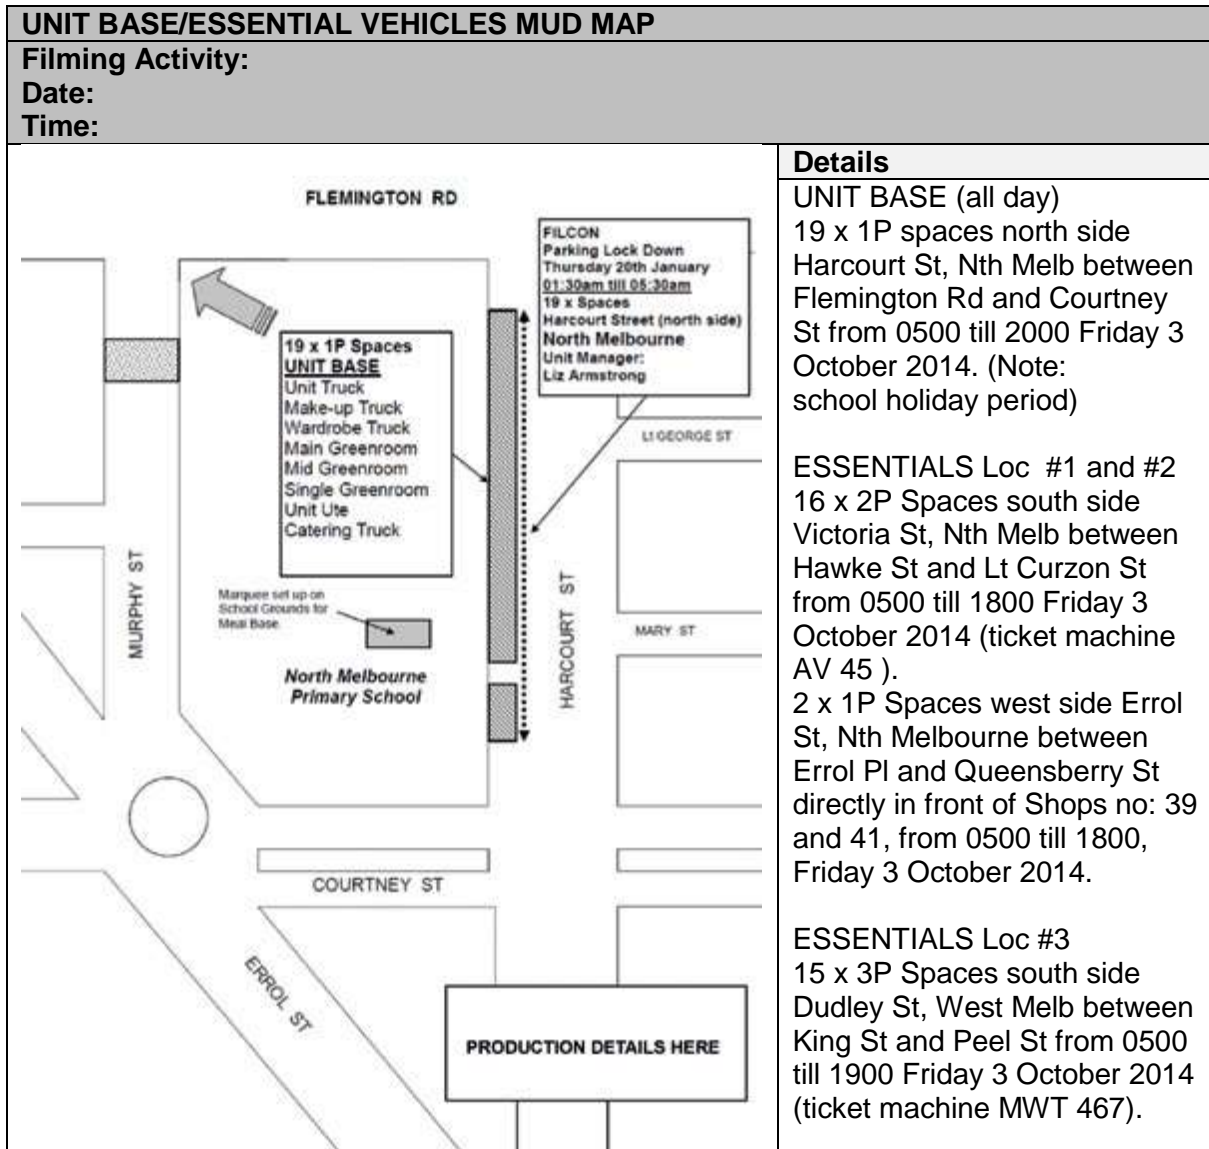 UNIT BASE/ESSENTIAL VEHICLES MUD MAP
Filming Activity:
Date:
Time:
FLEMINGTON RD
FILCON
Parking Lock Down
Thursday 20th January
01:30am till 05:30am
19 x Spaces
Harcourt Street (north side)
North Melbourne
Unit Manager:
Liz Armstrong
19 x 1P Spaces
UNIT BASE
Unit Truck
Make-up Truck
Wardrobe Truck
Main Greenroom
Mid Greenroom
Single Greenroom
Unit Ute
Catering Truck
Lt GEORGE ST
MURPHY ST
Marquee set up on
School Grounds for
Meal Base.
HARCOURT ST
MARY ST
North Melbourne
Primary School
COURTNEY ST
ERROL ST
PRODUCTION DETAILS HERE
Details
UNIT BASE (all day)
19 x 1P spaces north side
Harcourt St, Nth Melb between
Flemington Rd and Courtney
St from 0500 till 2000 Friday 3
October 2014. (Note:
school holiday period)
ESSENTIALS Loc #1 and #2
16 x 2P Spaces south side
Victoria St, Nth Melb between
Hawke St and Lt Curzon St
from 0500 till 1800 Friday 3
October 2014 (ticket machine
AV 45 ).
2 x 1P Spaces west side Errol
St, Nth Melbourne between
Errol Pl and Queensberry St
directly in front of Shops no: 39
and 41, from 0500 till 1800,
Friday 3 October 2014.
ESSENTIALS Loc #3
15 x 3P Spaces south side
Dudley St, West Melb between
King St and Peel St from 0500
till 1900 Friday 3 October 2014
(ticket machine MWT 467).